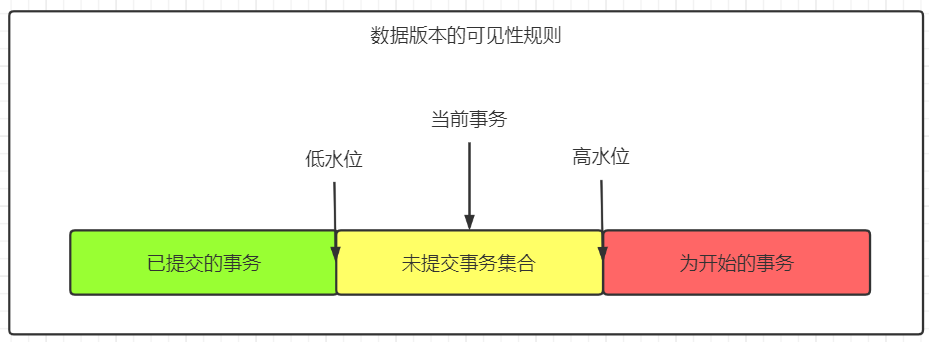 数据版本的可见性规则
当前事务
低水位
高水位
已提交的事务
未提交事务集合
为开始的事务